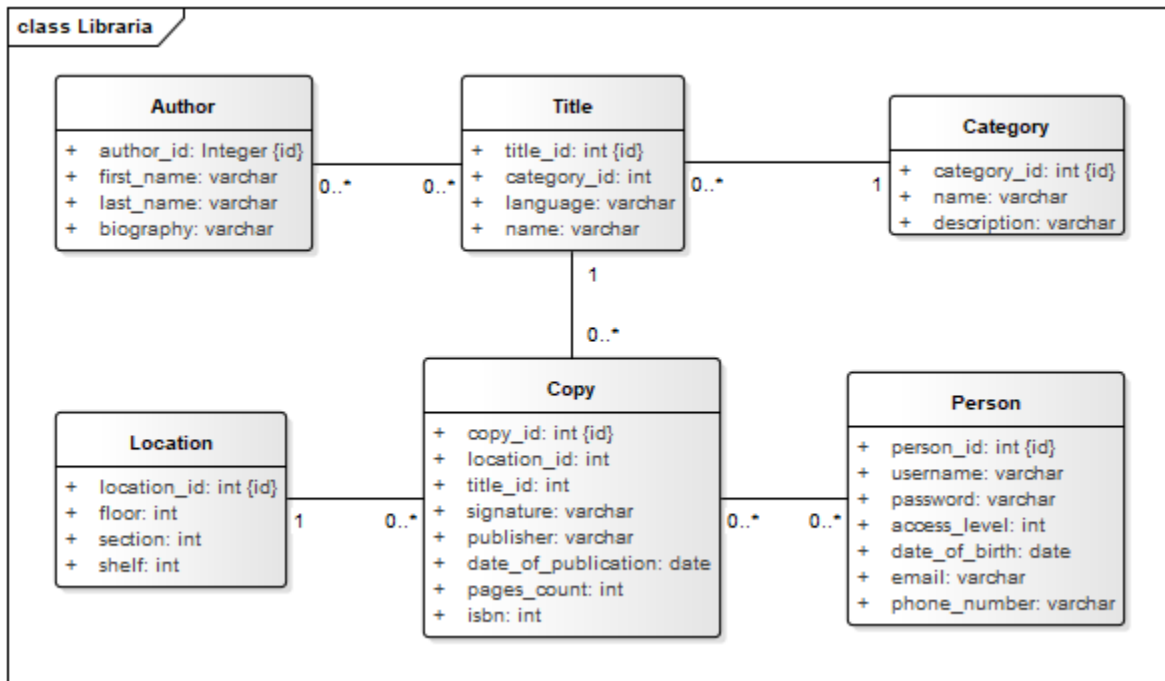 class Libraria
Author
+ author_id: Integer {id}
+ first_name: varchar
+ last_name: varchar
+ biography: varchar
0..*
0..*
Title
+ title_id: int {id}
+ category_id: int
+ language: varchar
+ name: varchar
0..*
1
Category
+ category_id: int {id}
+ name: varchar
+ description: varchar
1
0..*
Location
+ location_id: int {id}
+ floor: int
+ section: int
+ shelf: int
1
0..*
Copy
+ copy_id: int {id}
+ location_id: int
+ title_id: int
+ signature: varchar
+ publisher: varchar
+ date_of_publication: date
+ pages_count: int
+ isbn: int
0..*
0..*
Person
+ person_id: int {id}
+ username: varchar
+ password: varchar
+ access_level: int
+ date_of_birth: date
+ email: varchar
+ phone_number: varchar